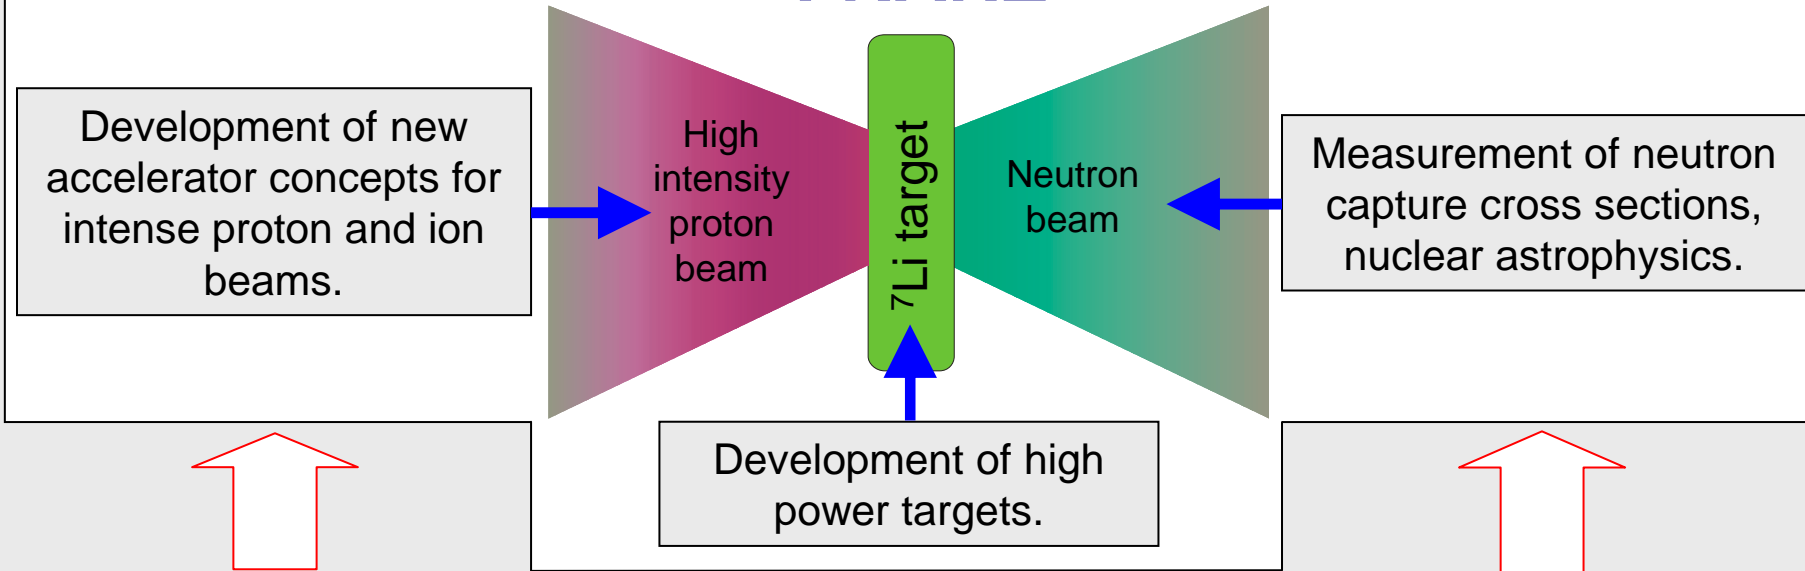 Development of new
accelerator concepts for
intense proton and ion
beams.
High
intensity
proton
beam
⁷Li target
Neutron
beam
Measurement of neutron
capture cross sections,
nuclear astrophysics.
Development of high
power targets.